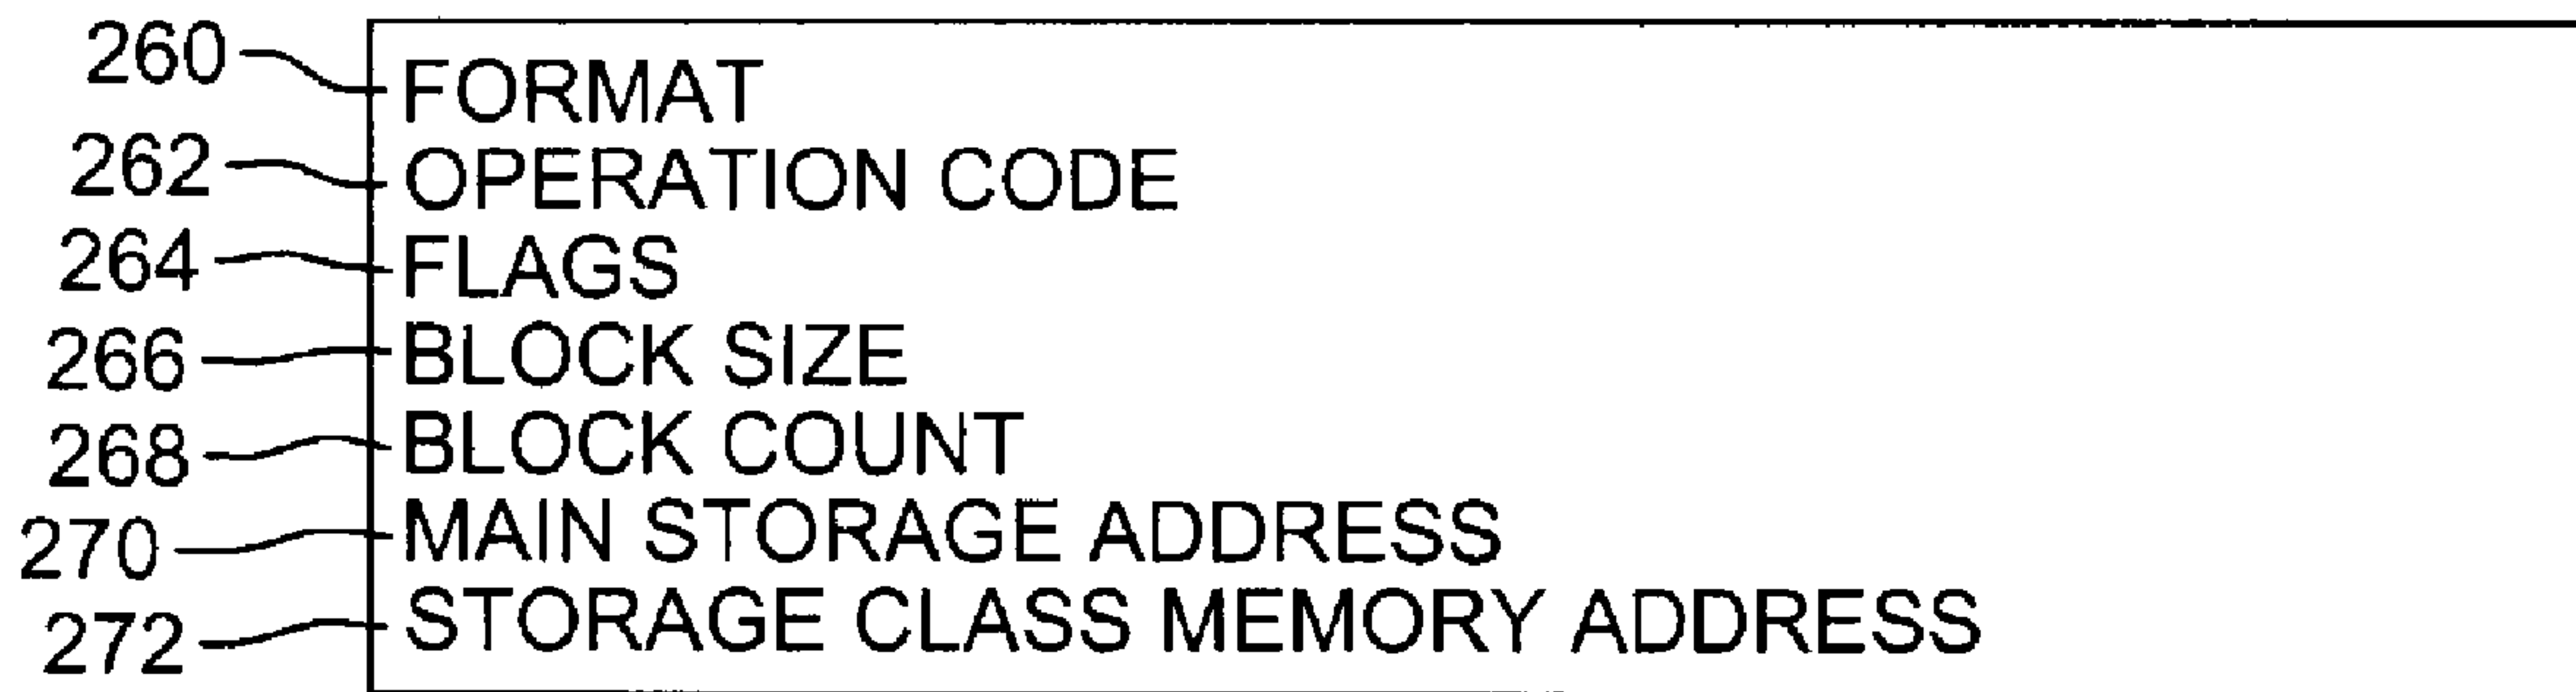 260 FORMAT
262 OPERATION CODE
264 FLAGS
266 BLOCK SIZE
268 BLOCK COUNT
270 MAIN STORAGE ADDRESS
272 STORAGE CLASS MEMORY ADDRESS